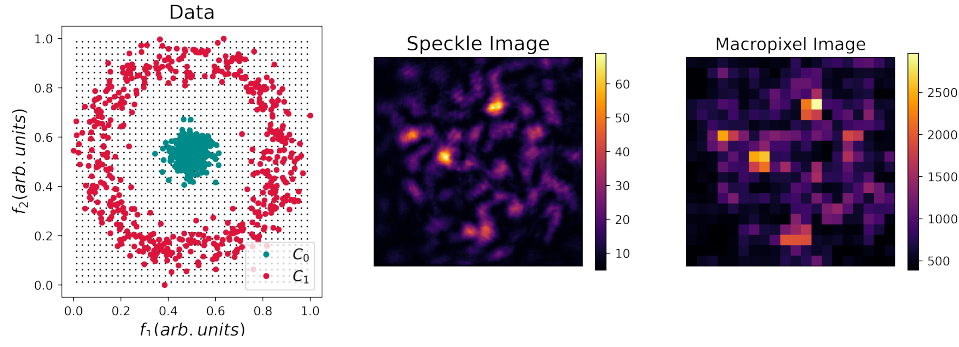 Data
1.0
0.8
0.6
0.4
0.2
0.0
f₂(arb. units)
0.0 0.2 0.4 0.6 0.8 1.0
f₁(arb. units)
C₀
C₁
Speckle Image
60
50
40
30
20
10
Macropixel Image
2500
2000
1500
1000
500